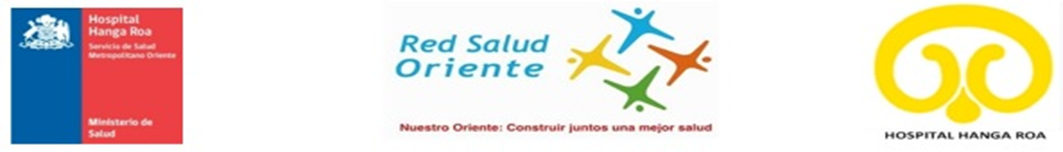 Hospital
Hanga Roa
Servicio de Salud
Metropolitano Oriente
Ministerio de
Salud
Red Salud
Oriente
Nuestro Oriente: Construir juntos una mejor salud
HOSPITAL HANGA ROA